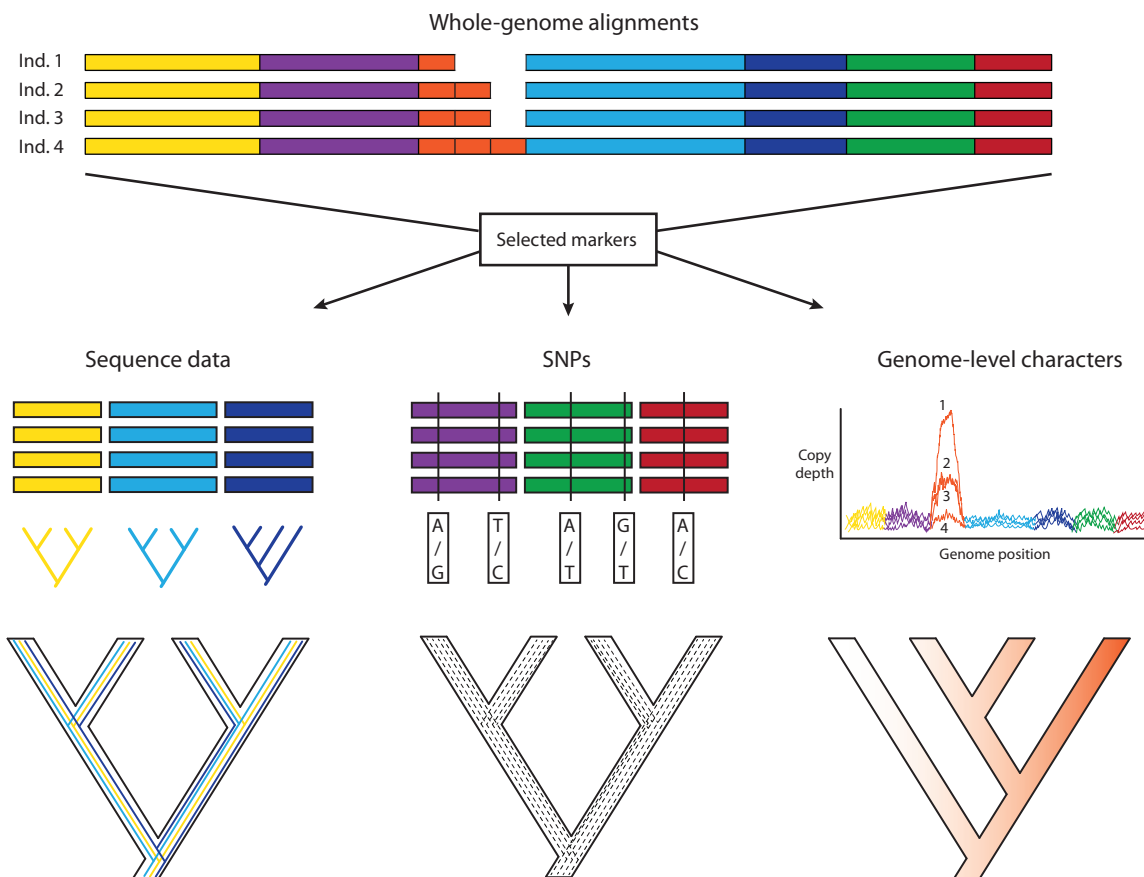 Whole-genome alignments
Ind. 1
Ind. 2
Ind. 3
Ind. 4
Selected markers
Sequence data
SNPs
Genome-level characters
A/G
T/C
A/T
G/T
A/C
Copy
depth
1
2
3
4
Genome position